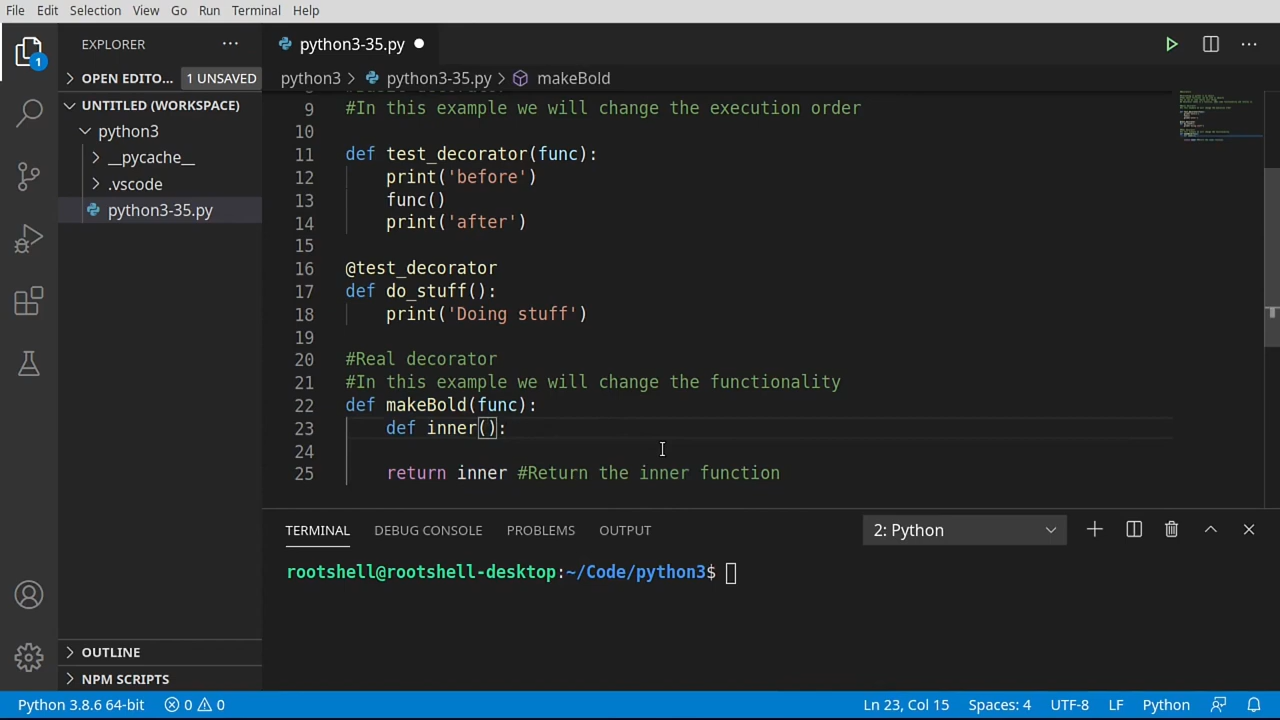 File Edit Selection View Go Run Terminal Help
EXPLORER ···
OPEN EDITO... 1 UNSAVED
UNTITLED (WORKSPACE)
python3
__pycache__
.vscode
python3-35.py
OUTLINE
NPM SCRIPTS
1
python3-35.py
python3 > python3-35.py > makeBold
9 #In this example we will change the execution order
10
11 def test_decorator(func):
12 print('before')
13 func()
14 print('after')
15
16 @test_decorator
17 def do_stuff():
18 print('Doing stuff')
19
20 #Real decorator
21 #In this example we will change the functionality
22 def makeBold(func):
23 def inner():
24
25 return inner #Return the inner function
TERMINAL DEBUG CONSOLE PROBLEMS OUTPUT 2: Python
rootshell@rootshell-desktop:~/Code/python3$
Python 3.8.6 64-bit 0 0 Ln 23, Col 15 Spaces: 4 UTF-8 LF Python